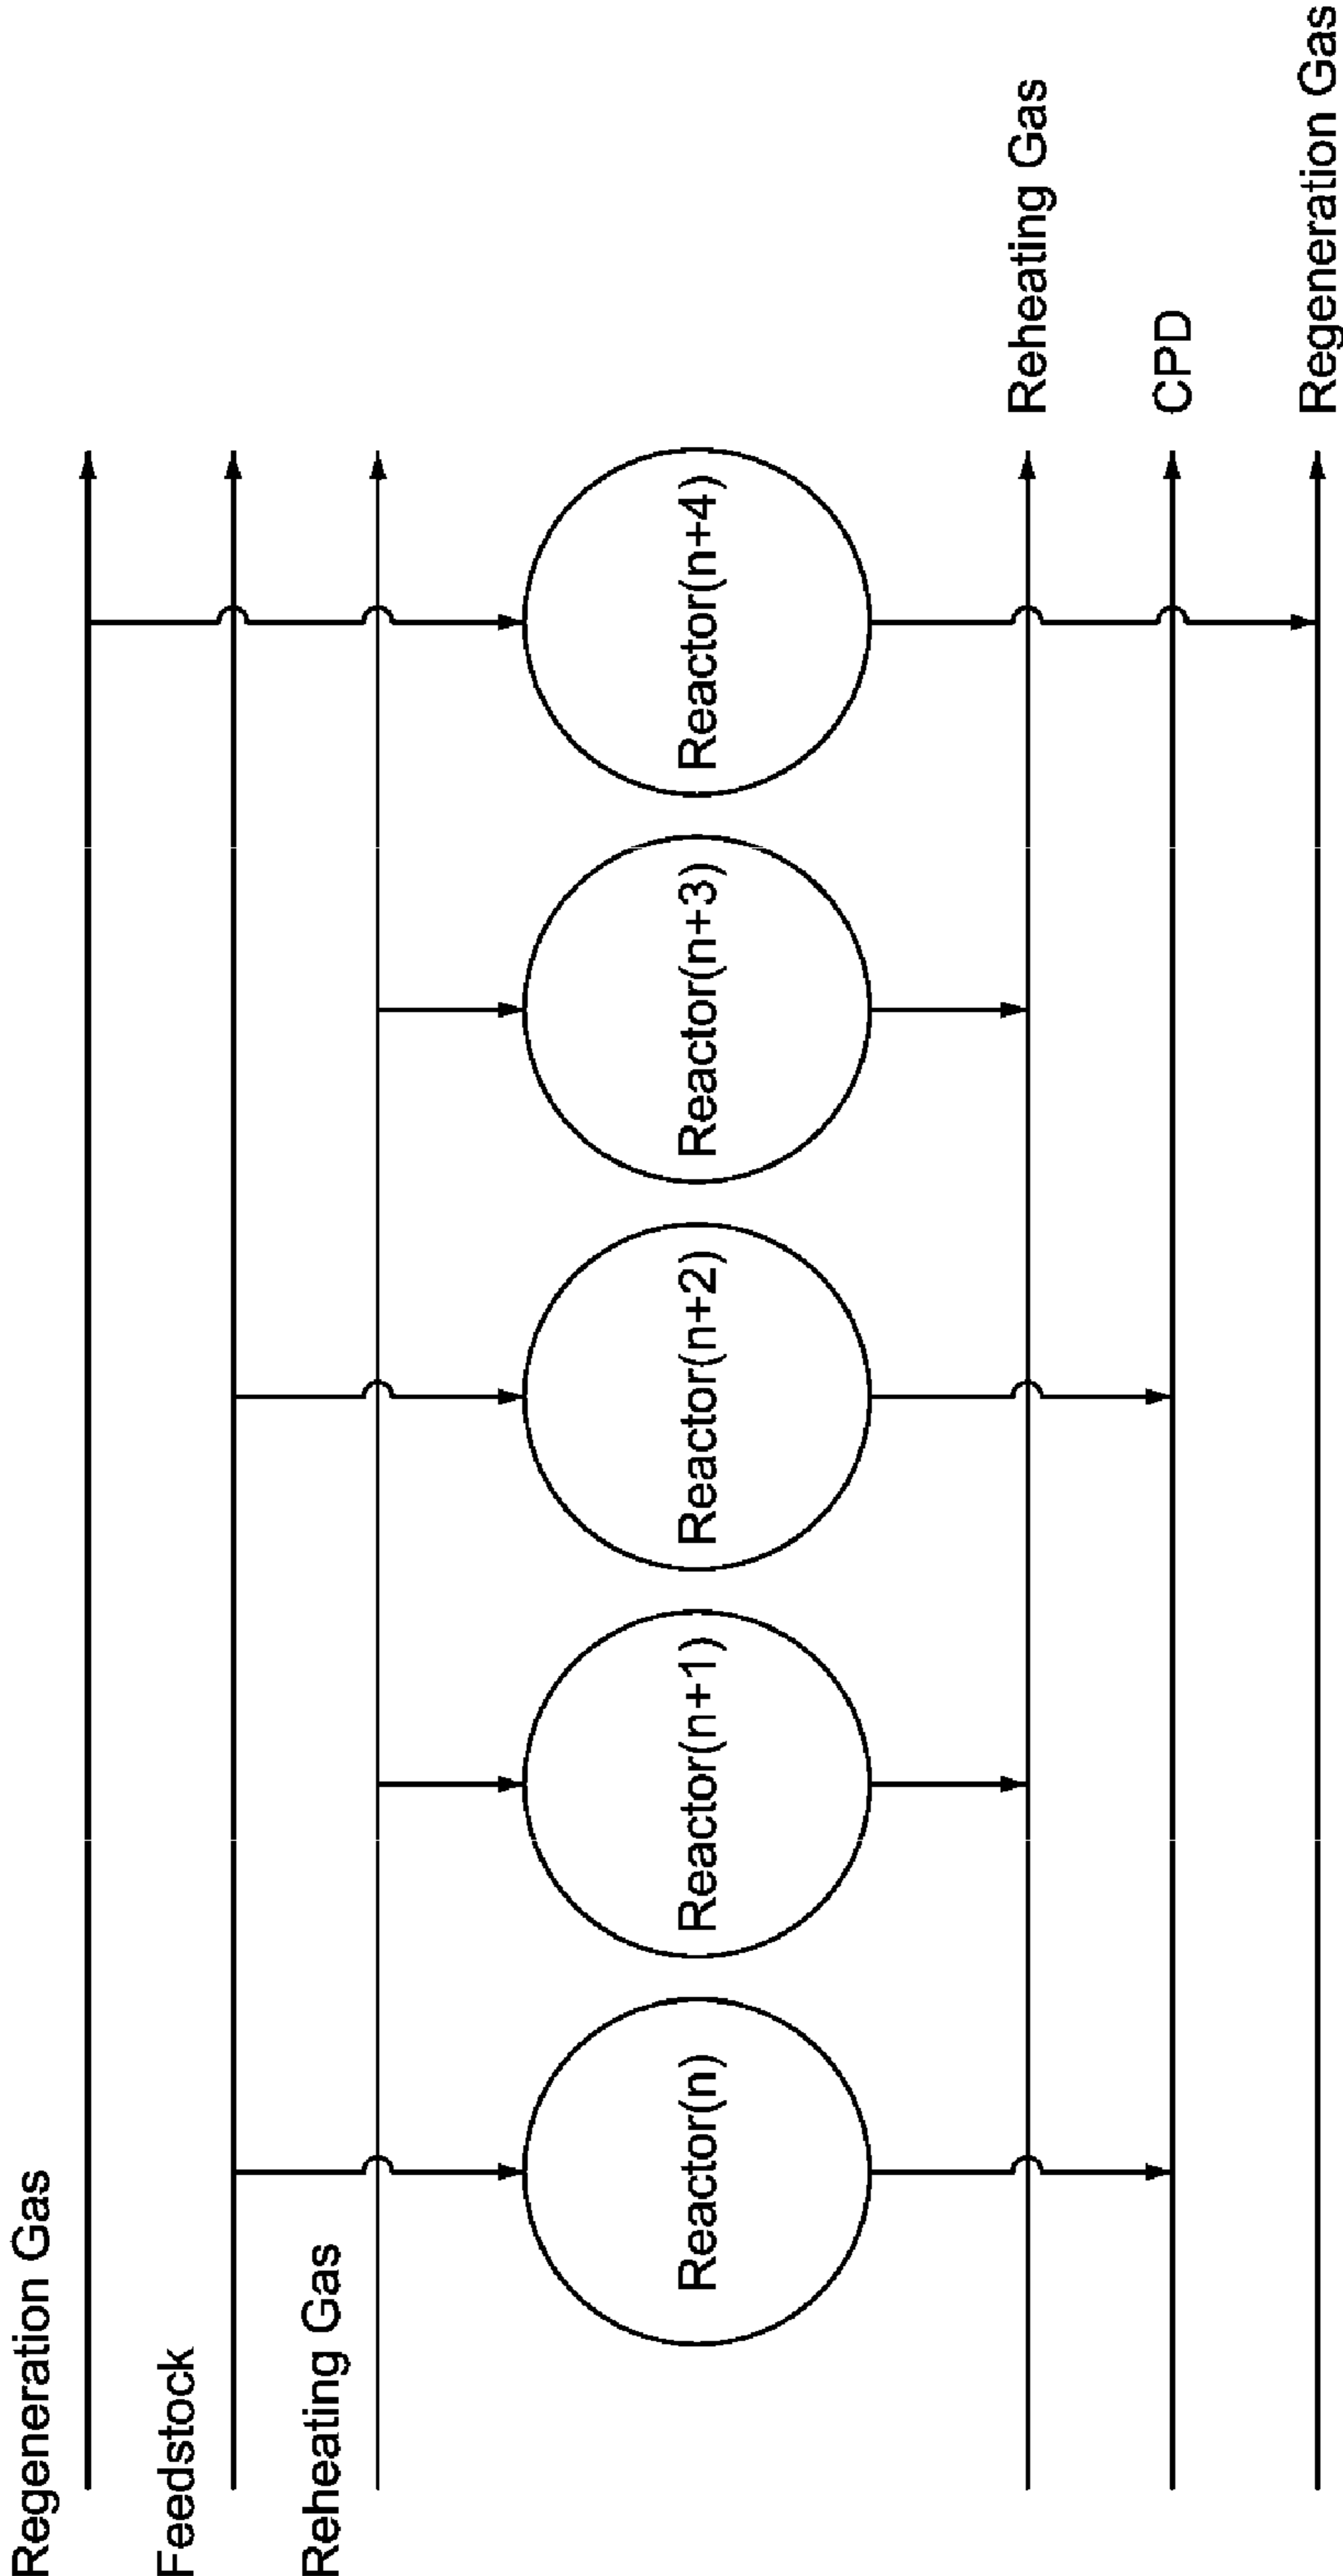 Regeneration Gas
Feedstock
Reheating Gas
Reactor(n)
Reactor(n+1)
Reactor(n+2)
Reactor(n+3)
Reactor(n+4)
Reheating Gas
CPD
Regeneration Gas